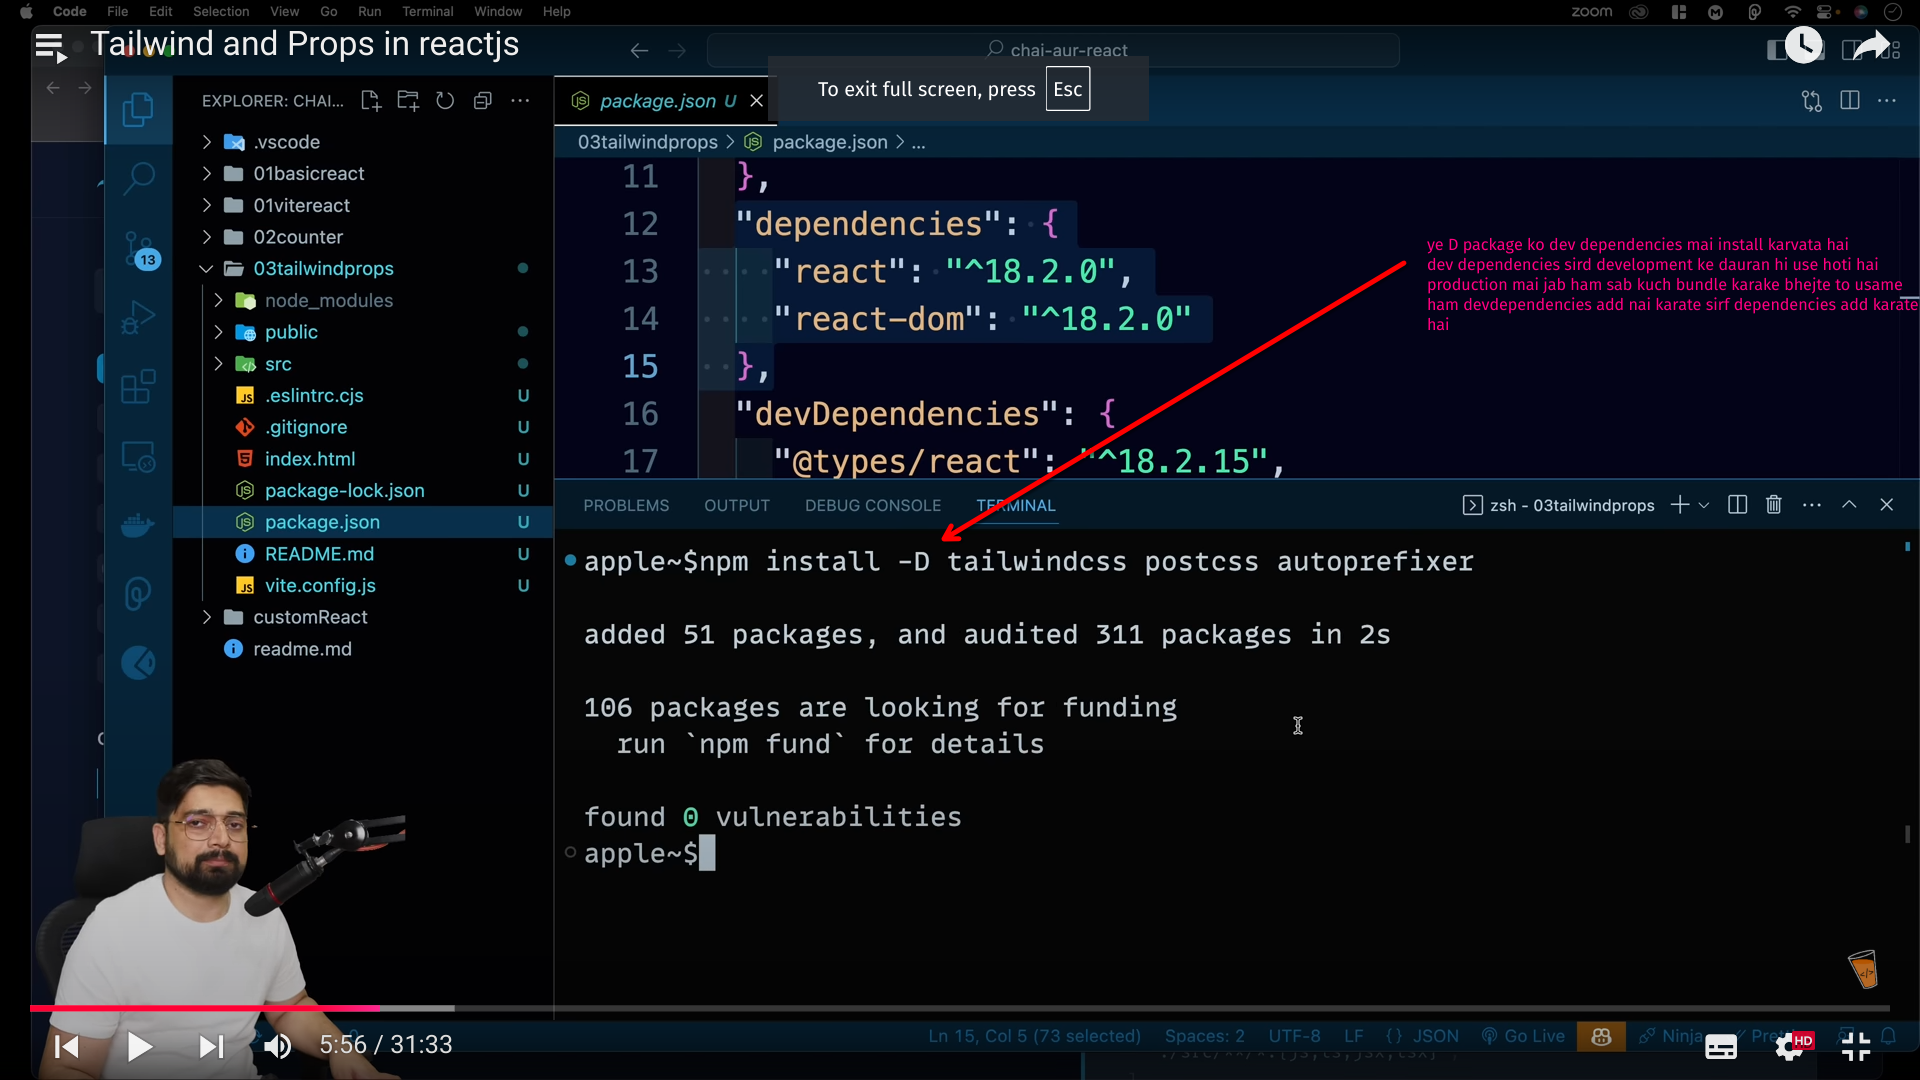 Code File Edit Selection View Go Run Terminal Window Help
zoom
Tailwind and Props in reactjs
chai-aur-react
To exit full screen, press Esc
EXPLORER: CHAI...
package.json U
03tailwindprops > package.json > ...
.vscode
01basicreact
01vitereact
02counter
03tailwindprops
node_modules
public
src
.eslintrc.cjs U
.gitignore U
index.html U
package-lock.json U
package.json U
README.md U
vite.config.js U
customReact
readme.md
13
11 },
12 "dependencies": {
13 "react": "^18.2.0",
14 "react-dom": "^18.2.0"
15 },
16 "devDependencies": {
17 "@types/react": "^18.2.15",
ye D package ko dev dependencies mai install karvata hai
dev dependencies sird development ke dauran hi use hoti hai
production mai jab ham sab kuch bundle karake bhejte to usame
ham devdependencies add nai karate sirf dependencies add karate
hai
PROBLEMS OUTPUT DEBUG CONSOLE TERMINAL
zsh - 03tailwindprops
apple~$npm install -D tailwindcss postcss autoprefixer
added 51 packages, and audited 311 packages in 2s
106 packages are looking for funding
run `npm fund` for details
found 0 vulnerabilities
apple~$
5:56 / 31:33
Ln 15, Col 5 (73 selected) Spaces: 2 UTF-8 LF {} JSON Go Live Ninja
HD